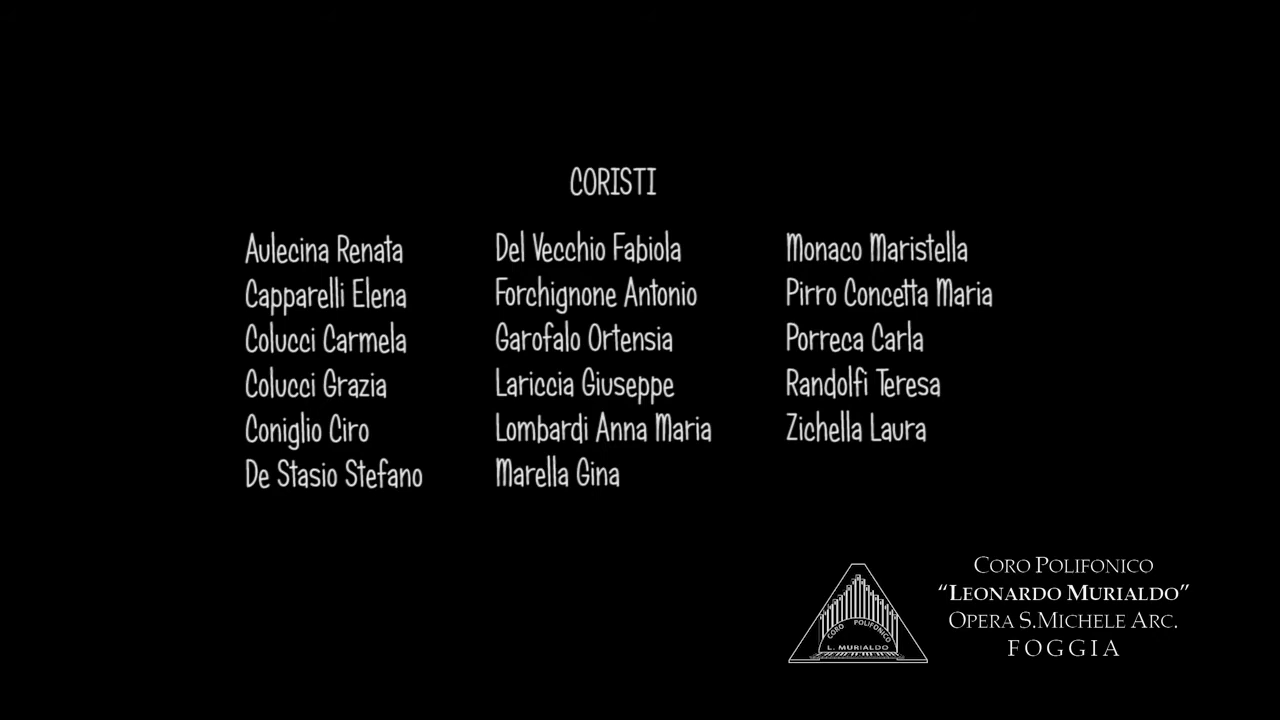 CORISTI
Aulecina Renata
Capparelli Elena
Colucci Carmela
Colucci Grazia
Coniglio Ciro
De Stasio Stefano
Del Vecchio Fabiola
Forchignone Antonio
Garofalo Ortensia
Lariccia Giuseppe
Lombardi Anna Maria
Marella Gina
Monaco Maristella
Pirro Concetta Maria
Porreca Carla
Randolfi Teresa
Zichella Laura
CORO POLIFONICO
L. MURIALDO
CORO POLIFONICO
“LEONARDO MURIALDO”
OPERA S.MICHELE ARC.
FOGGIA